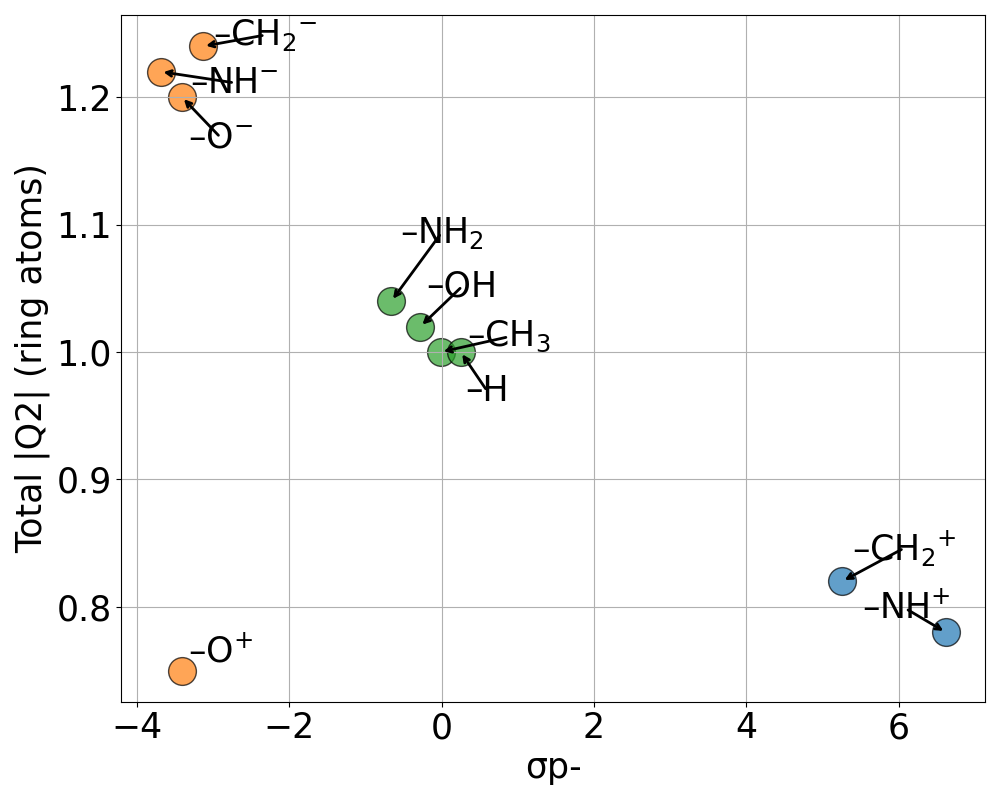 –CH₂⁻
–NH⁻
–O⁻
–NH₂
–OH
–CH₃
–H
–CH₂⁺
–NH⁺
–O⁺
1.2
1.1
1.0
0.9
0.8
−4
−2
0
2
4
6
Total |Q2| (ring atoms)
σp-